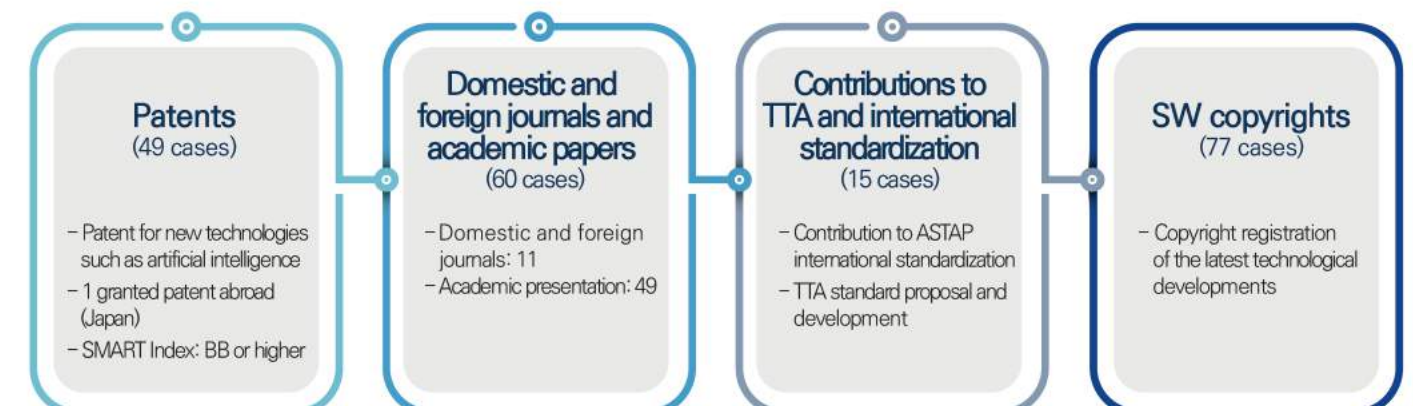 Patents
(49 cases)
– Patent for new technologies
such as artificial intelligence
– 1 granted patent abroad
(Japan)
– SMART Index: BB or higher
Domestic and
foreign journals and
academic papers
(60 cases)
– Domestic and foreign
journals: 11
– Academic presentation: 49
Contributions to
TTA and international
standardization
(15 cases)
– Contribution to ASTAP
international standardization
– TTA standard proposal and
development
SW copyrights
(77 cases)
– Copyright registration
of the latest technological
developments